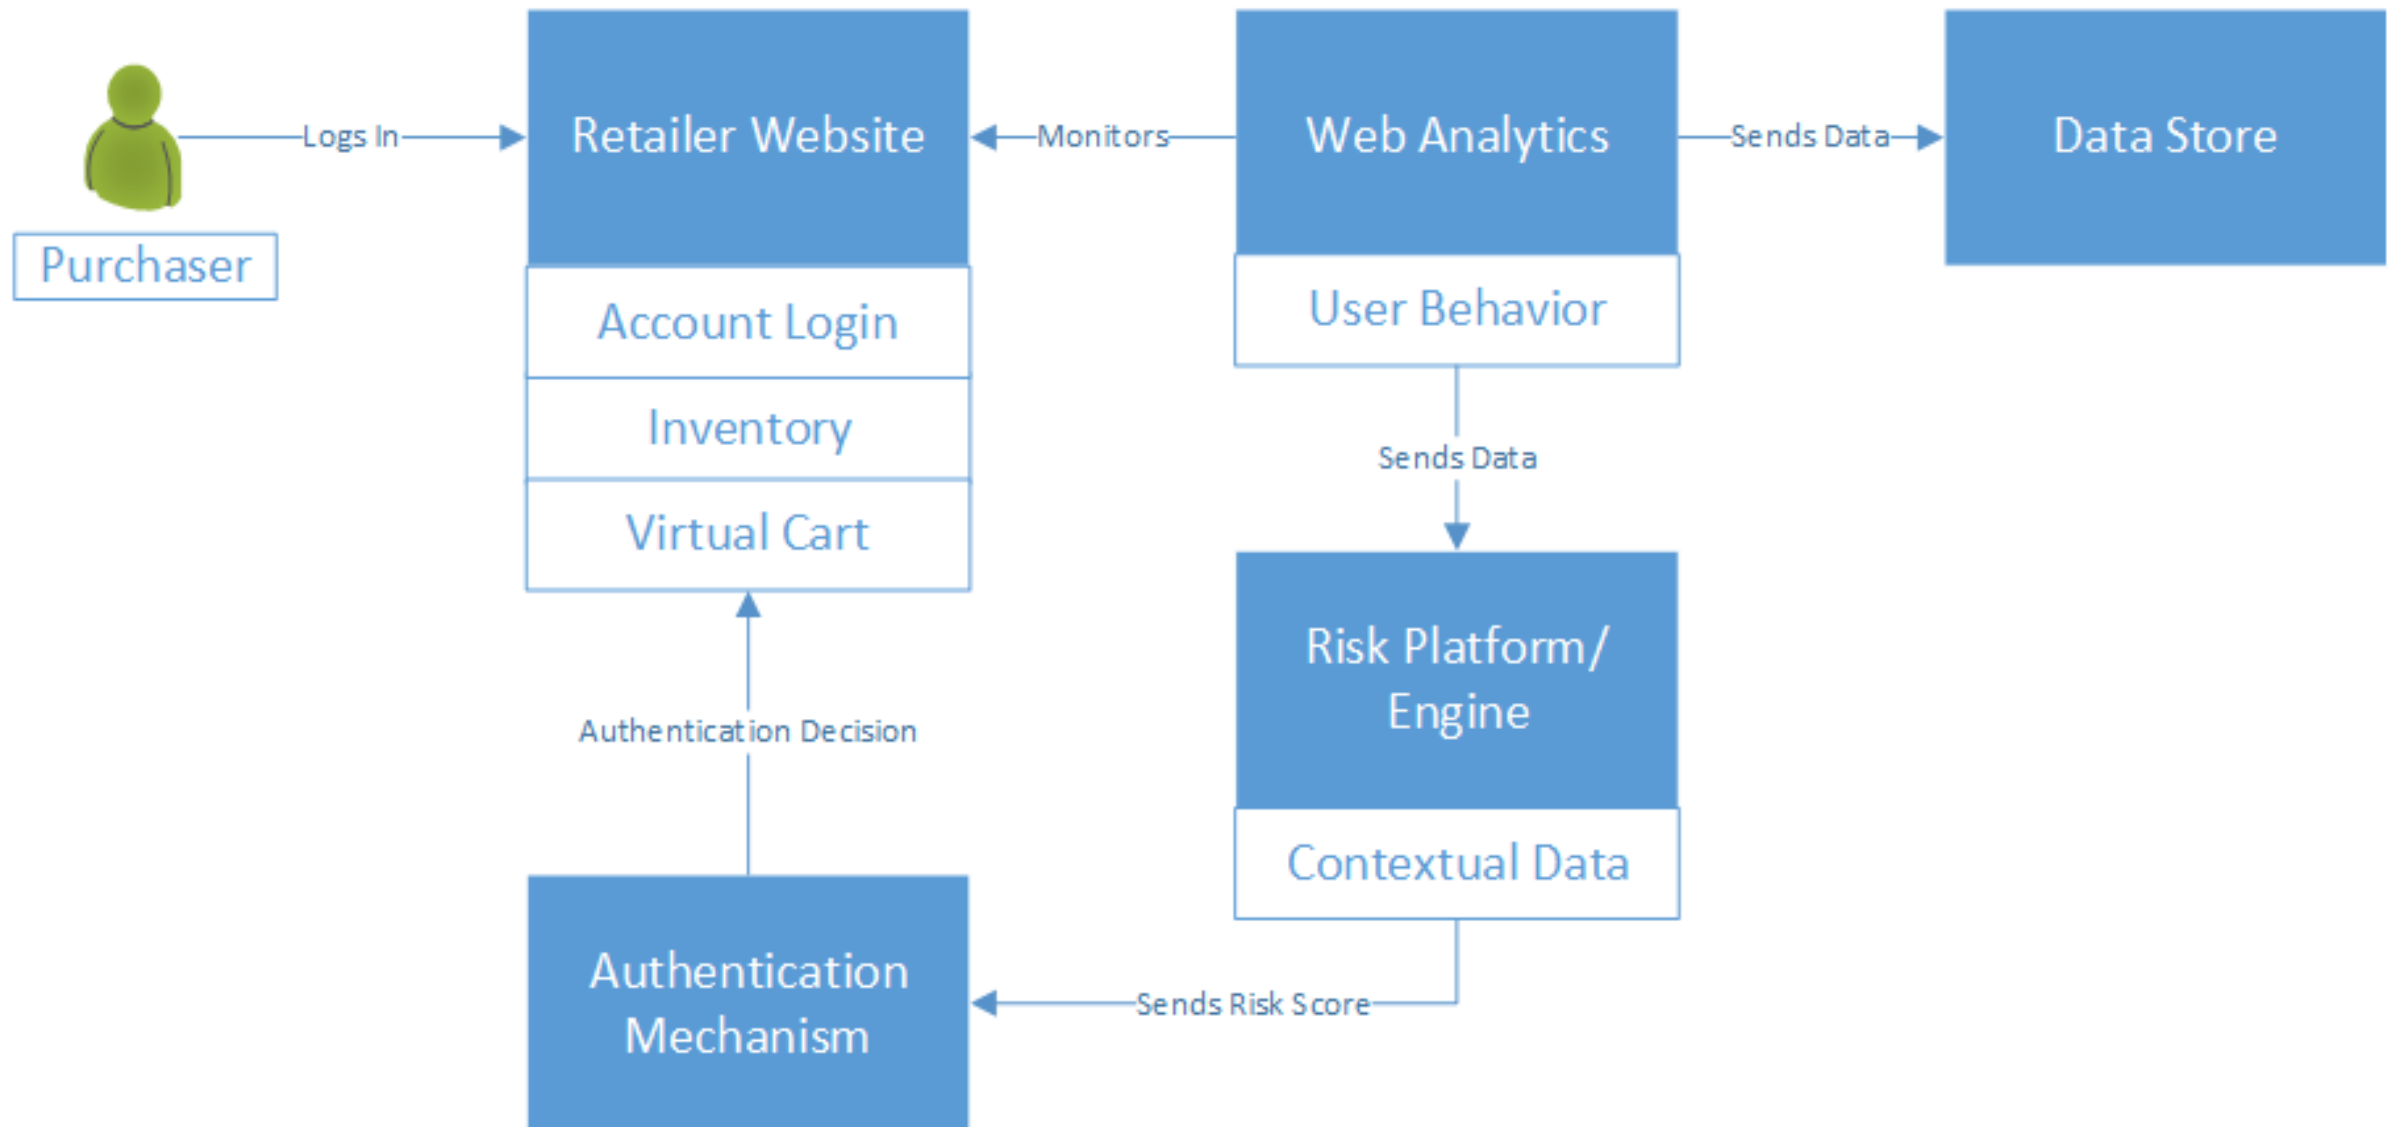 Logs In
Purchaser
Retailer Website
Account Login
Inventory
Virtual Cart
Monitors
Web Analytics
User Behavior
Sends Data
Data Store
Sends Data
Risk Platform/
Engine
Contextual Data
Sends Risk Score
Authentication
Mechanism
Authentication Decision